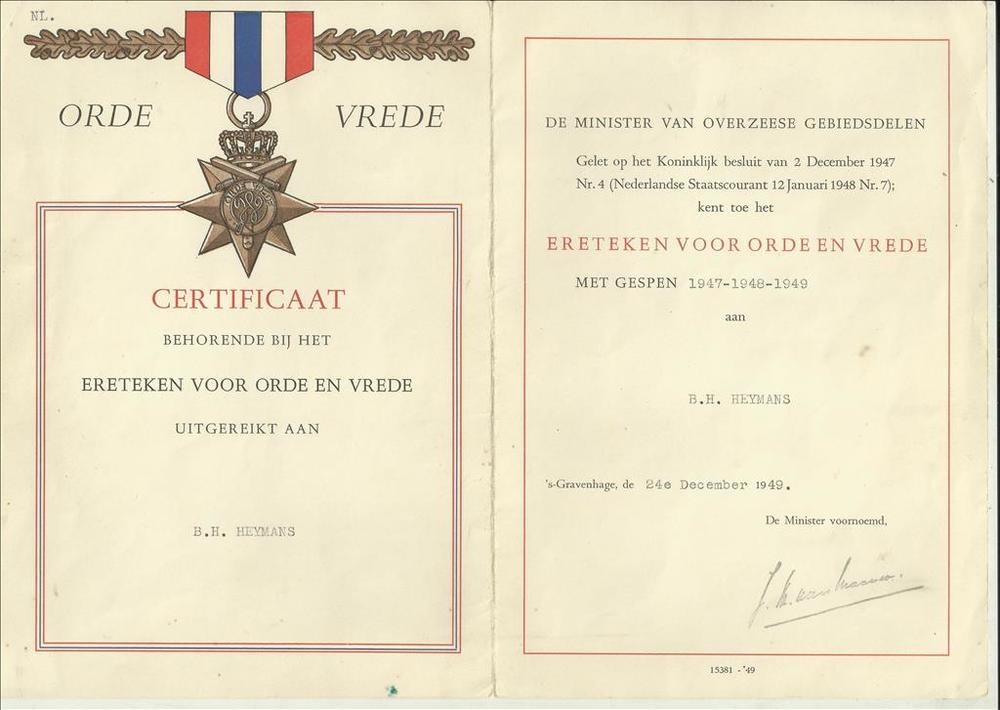 NL.
ORDE VREDE
CERTIFICAAT
BEHORENDE BIJ HET
ERETEKEN VOOR ORDE EN VREDE
UITGEREIKT AAN
B.H. HEYMANS
DE MINISTER VAN OVERZEESE GEBIEDSDELEN
Gelet op het Koninklijk besluit van 2 December 1947
Nr. 4 (Nederlandse Staatscourant 12 Januari 1948 Nr. 7);
kent toe het
ERETEKEN VOOR ORDE EN VREDE
MET GESPEN 1947-1948-1949
aan
B.H. HEYMANS
's-Gravenhage, de 24e December 1949.
De Minister voornoemd,
15381 - '49